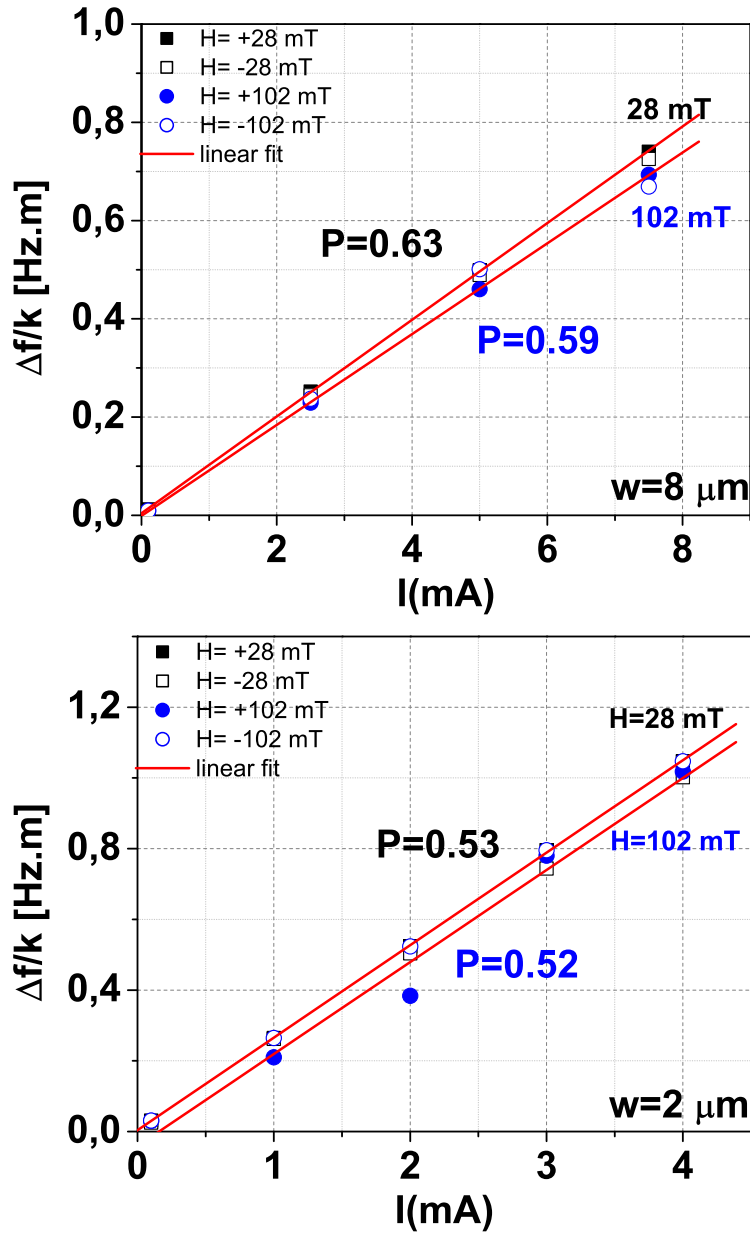 1,0
H= +28 mT
H= -28 mT
H= +102 mT
H= -102 mT
linear fit
0,8
28 mT
0,6
102 mT
P=0.63
Δf/k [Hz.m]
0,4
P=0.59
0,2
w=8 μm
0,0
0
2
4
6
8
I(mA)
H= +28 mT
H= -28 mT
H= +102 mT
H= -102 mT
linear fit
1,2
H=28 mT
0,8
P=0.53
H=102 mT
Δf/k [Hz.m]
P=0.52
0,4
w=2 μm
0,0
0
1
2
3
4
I(mA)